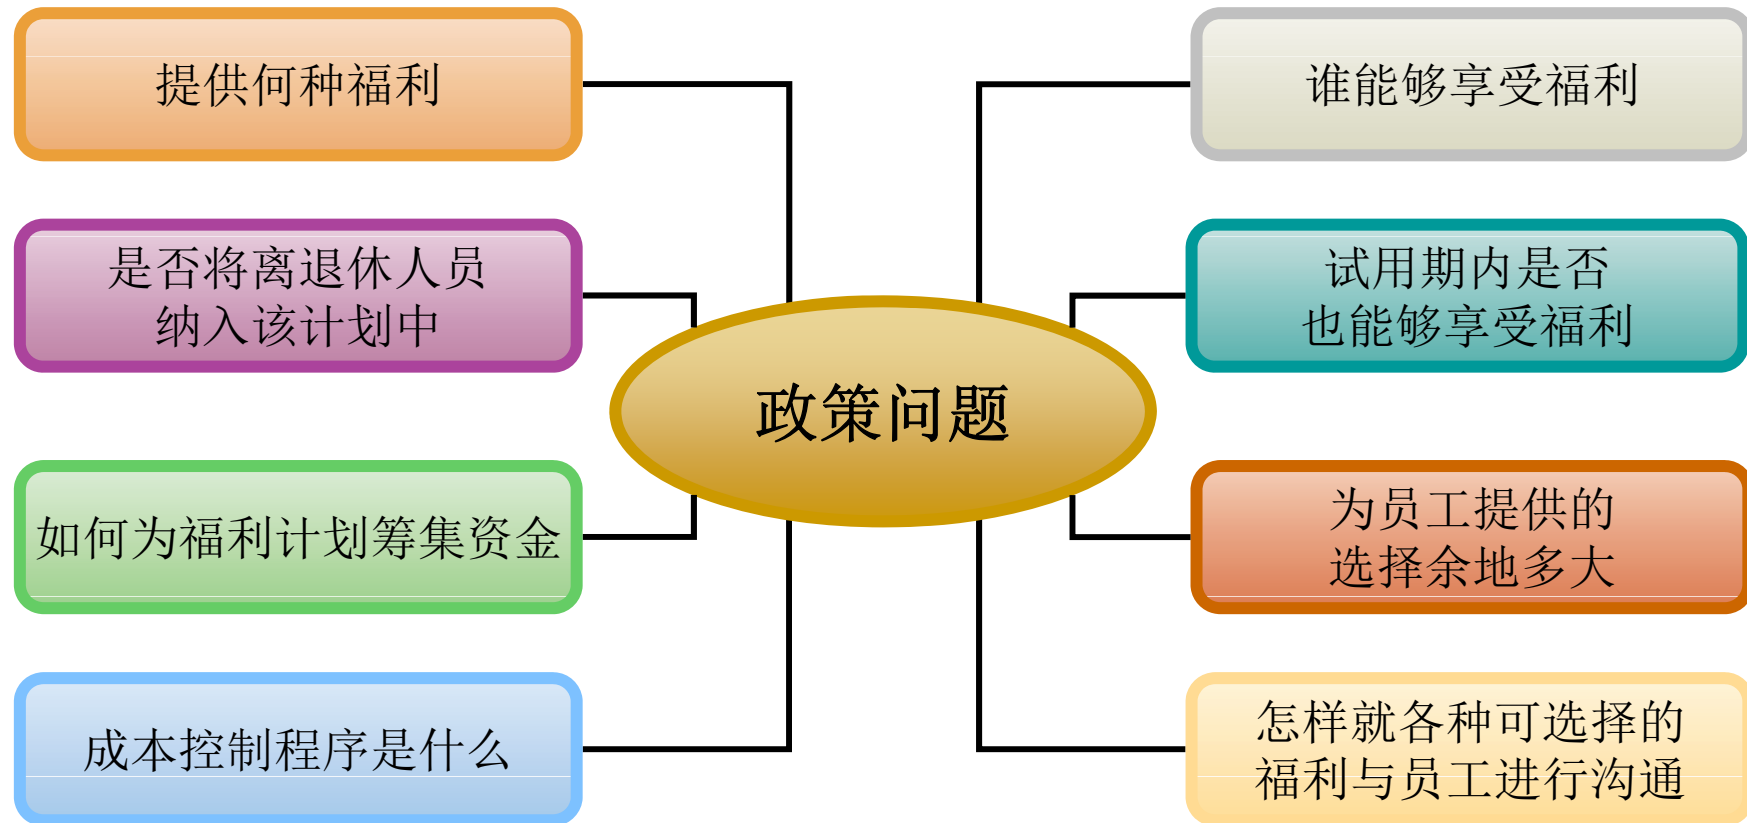 提供何种福利
谁能够享受福利
是否将离退休人员
纳入该计划中
试用期内是否
也能够享受福利
政策问题
如何为福利计划筹集资金
为员工提供的
选择余地多大
成本控制程序是什么
怎样就各种可选择的
福利与员工进行沟通